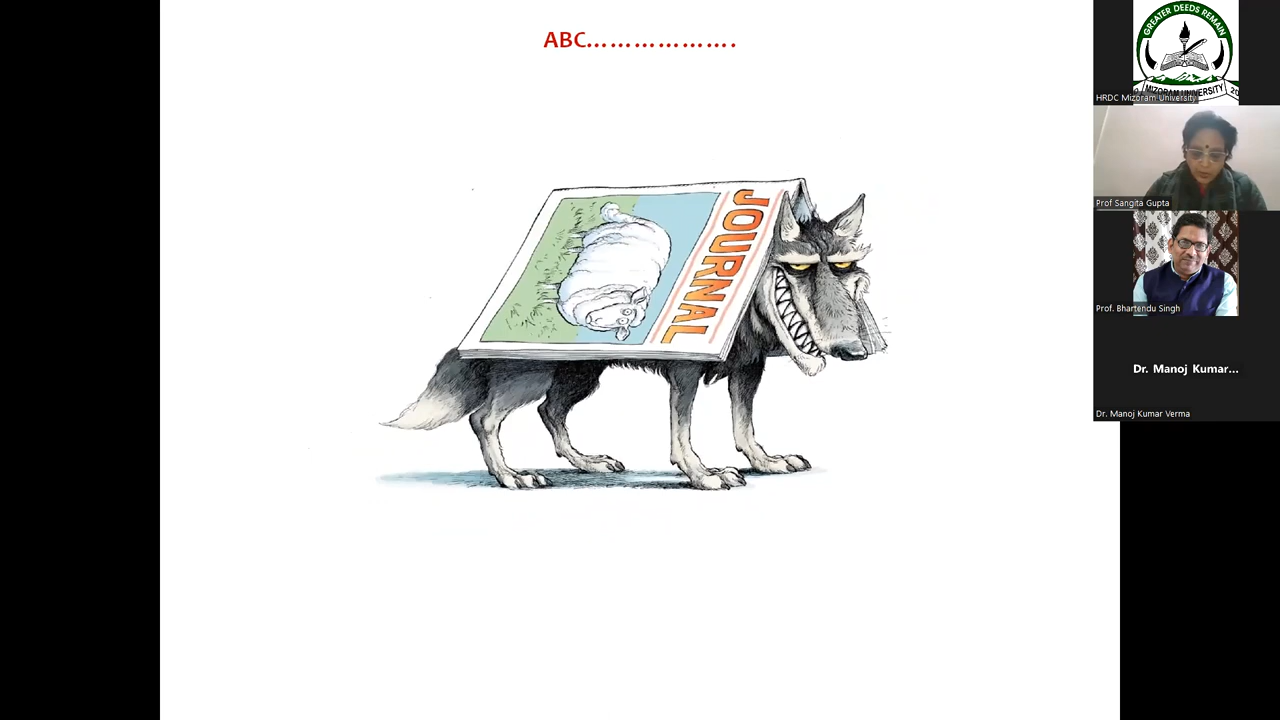 ABC……………….
JOURNAL
GREATER DEEDS REMAIN
MIZORAM UNIVERSITY
HRDC Mizoram University
Prof Sangita Gupta
Prof. Bhartendu Singh
Dr. Manoj Kumar...
Dr. Manoj Kumar Verma